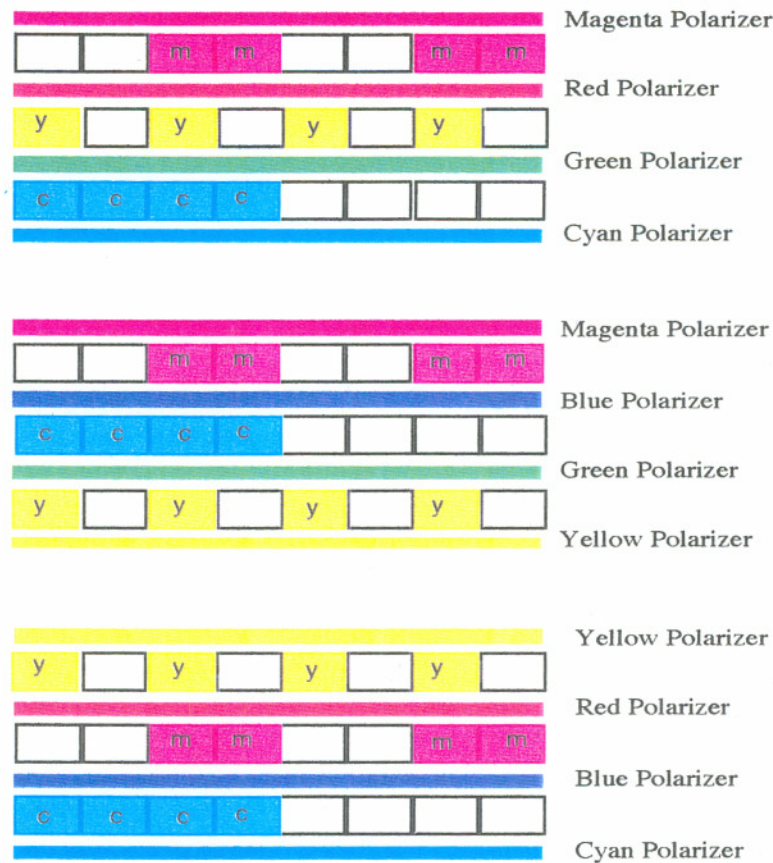 Magenta Polarizer
m m m m
Red Polarizer
y y y y
Green Polarizer
c c c c
Cyan Polarizer
Magenta Polarizer
m m m m
Blue Polarizer
c c c c
Green Polarizer
y y y y
Yellow Polarizer
Yellow Polarizer
y y y y
Red Polarizer
m m m m
Blue Polarizer
c c c c
Cyan Polarizer